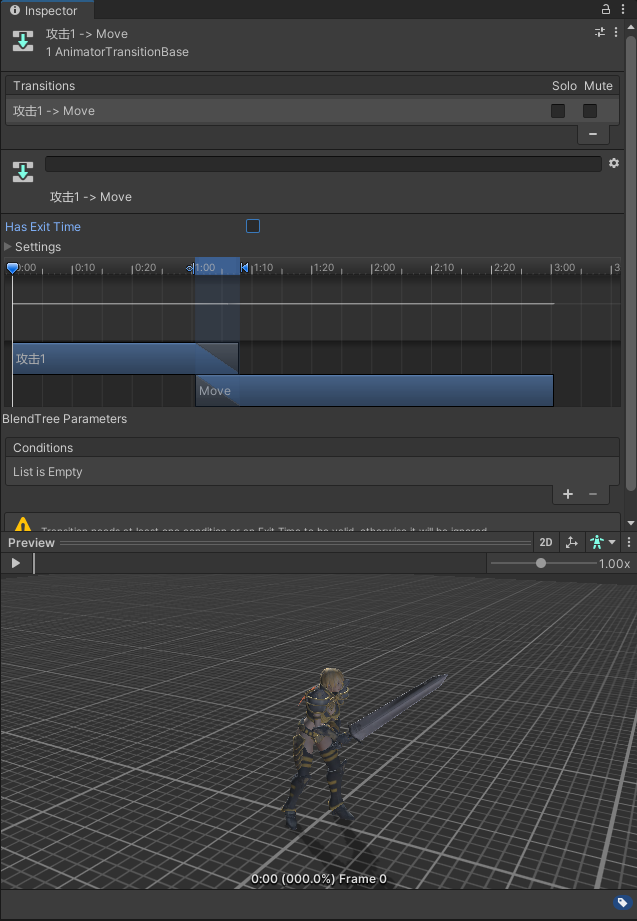 Inspector
攻击1 -> Move
1 AnimatorTransitionBase
Transitions Solo Mute
攻击1 -> Move
攻击1 -> Move
Has Exit Time
Settings
0:00 0:10 0:20 1:00 1:10 1:20 2:00 2:10 2:20 3:00
攻击1
Move
BlendTree Parameters
Conditions
List is Empty
Transition needs at least one condition or an Exit Time to be valid, otherwise it will be ignored.
Preview 2D
1.00x
0:00 (000.0%) Frame 0